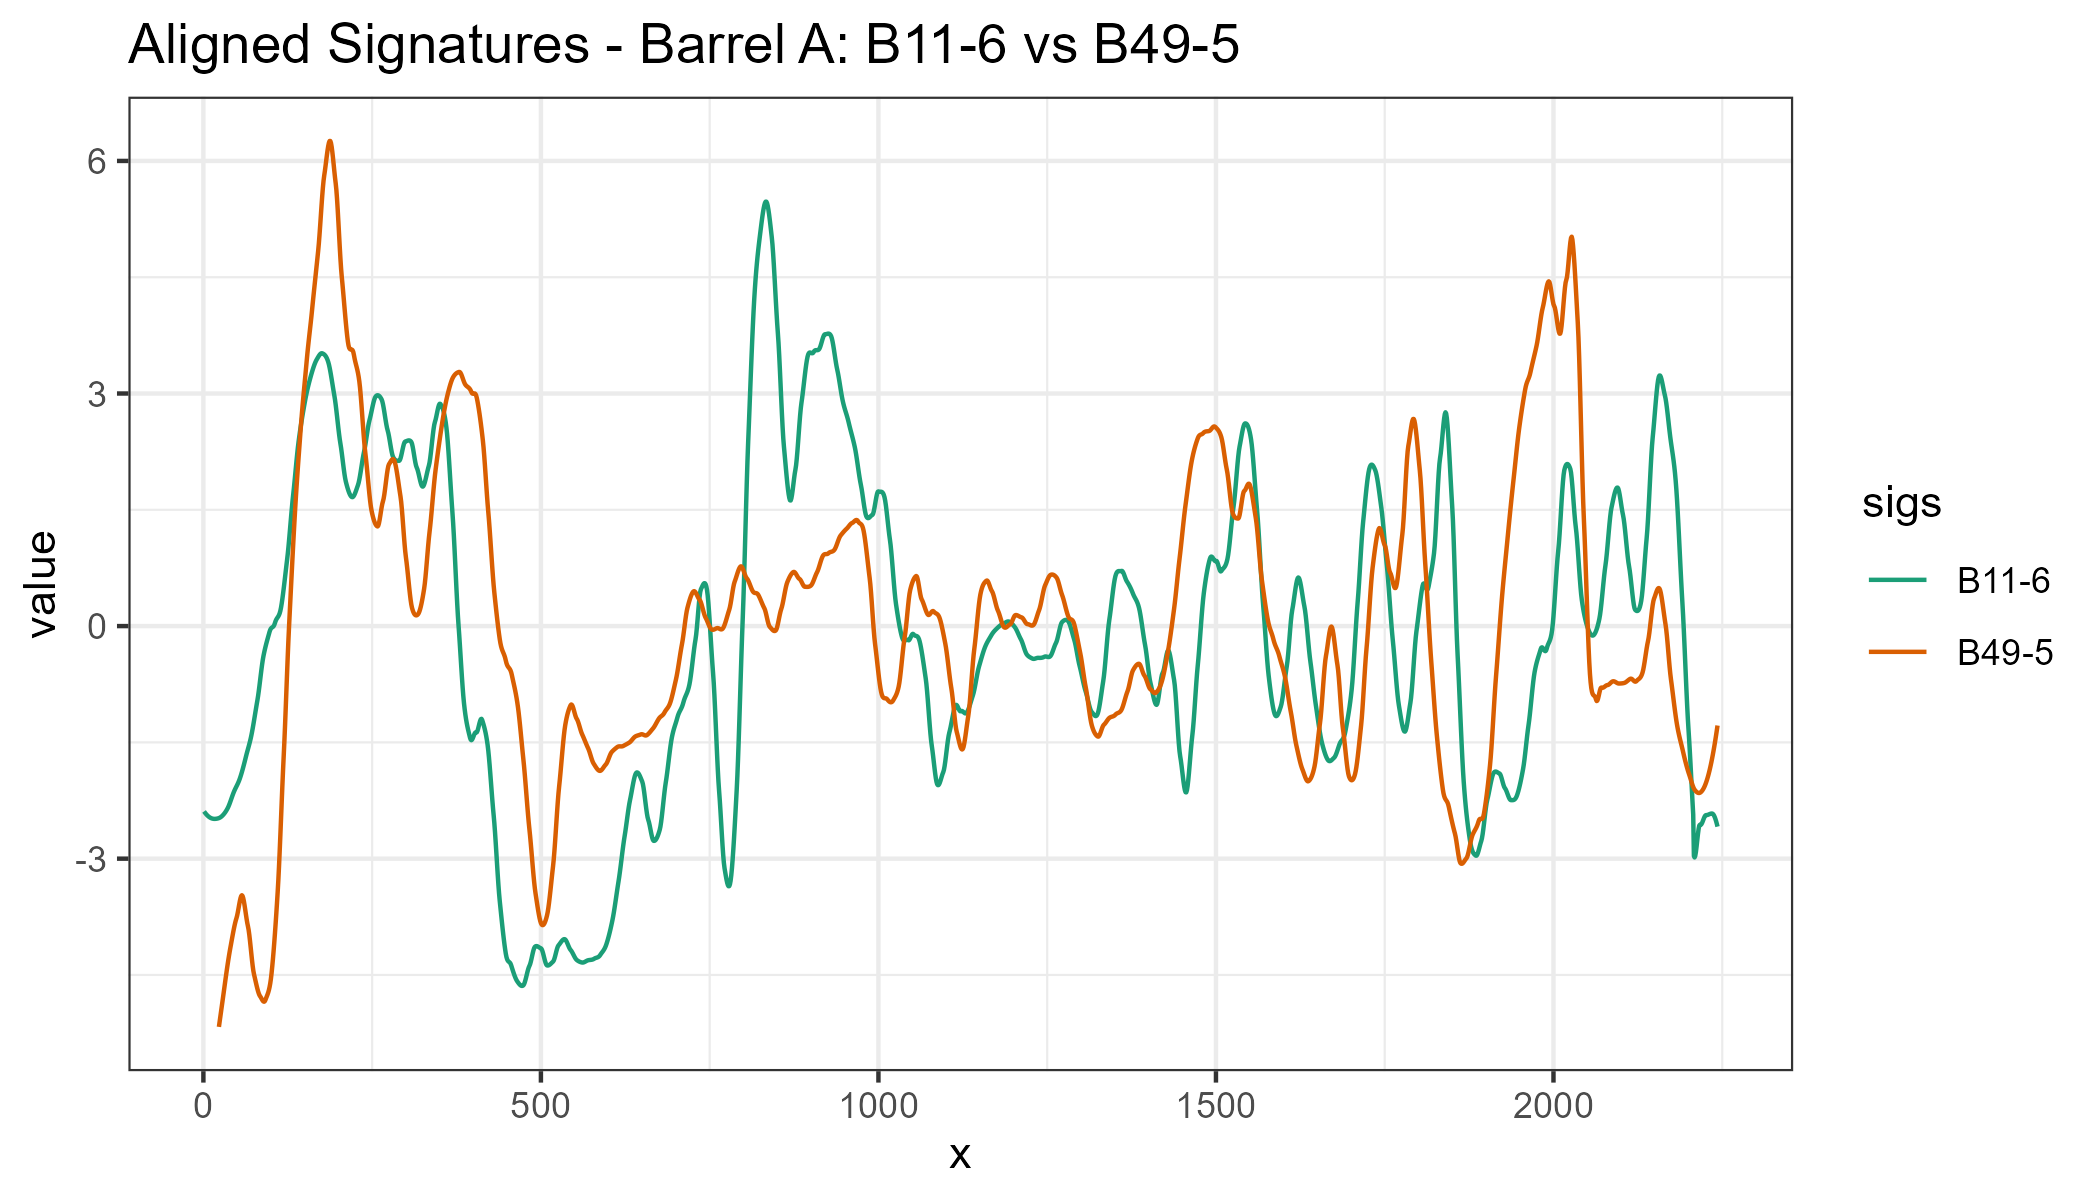 Aligned Signatures - Barrel A: B11-6 vs B49-5
6
3
0
-3
value
0 500 1000 1500 2000
x
sigs
B11-6
B49-5